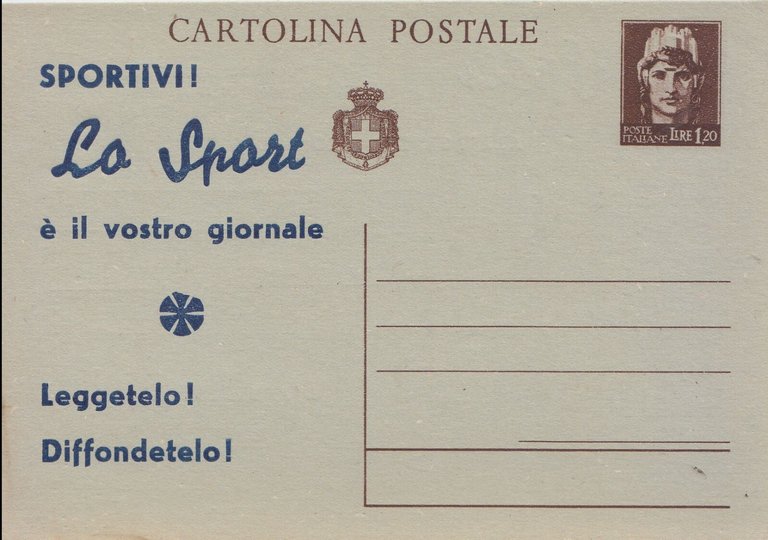 CARTOLINA POSTALE
SPORTIVI!
Lo Sport
è il vostro giornale
Leggetelo!
Diffondetelo!
POSTE
ITALIANE LIRE 1,20